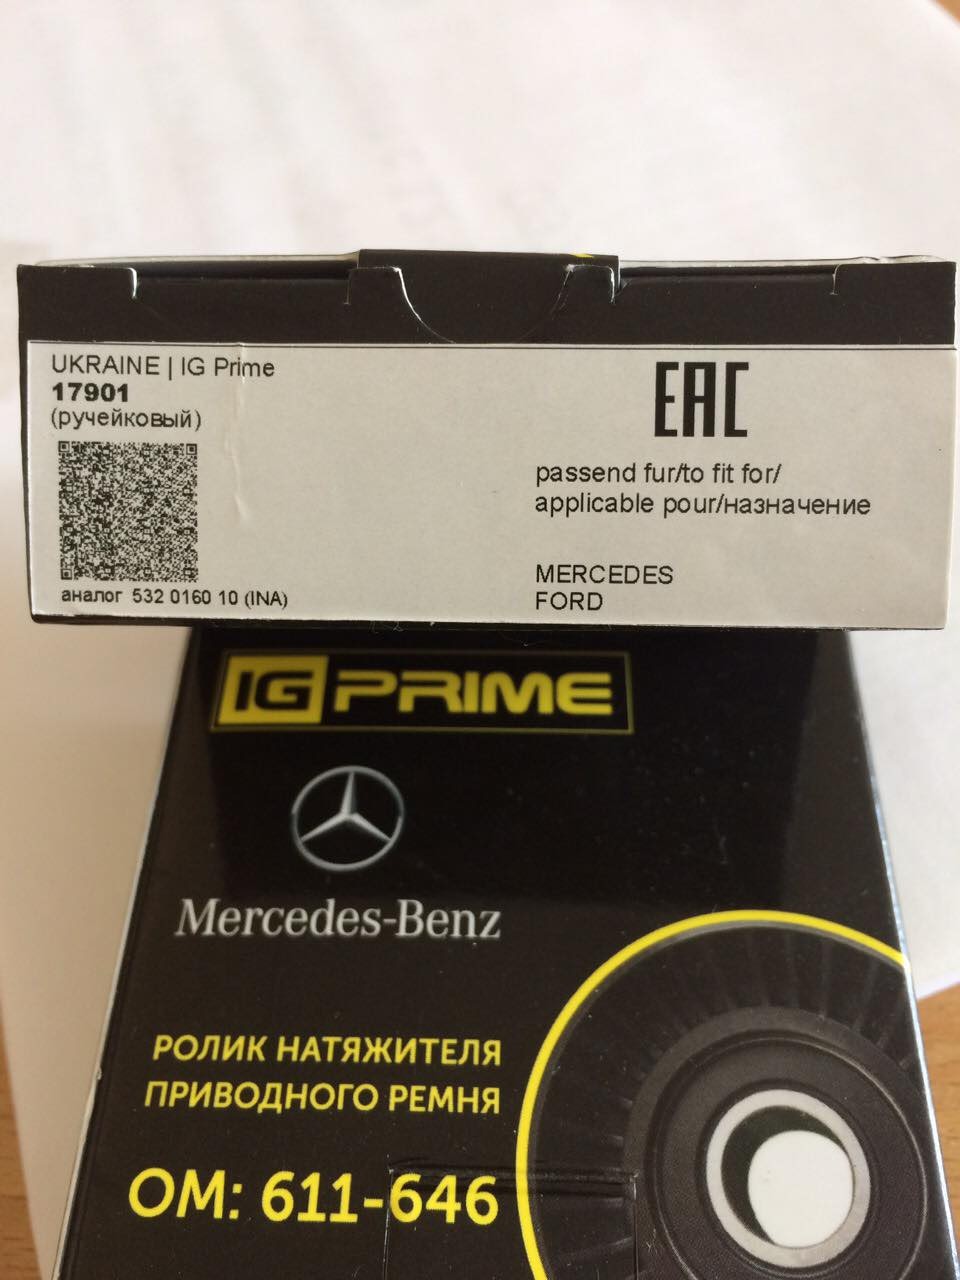 UKRAINE | IG Prime
17901
(ручейковый)
аналог 532 0160 10 (INA)
EAC
passend fur/to fit for/
applicable pour/назначение
MERCEDES
FORD
IG PRIME
Mercedes-Benz
РОЛИК НАТЯЖИТЕЛЯ
ПРИВОДНОГО РЕМНЯ
ОМ: 611-646